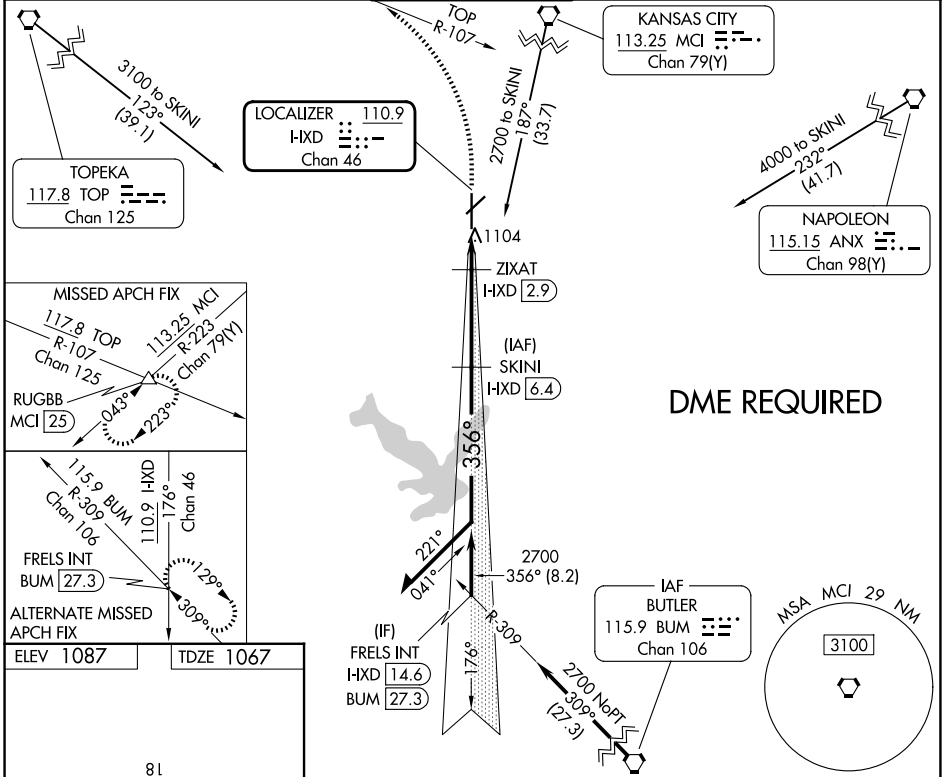 TOP
R-107
KANSAS CITY
113.25 MCI
Chan 79(Y)
3100 to SKINI
123°
(39.1)
LOCALIZER 110.9
I-IXD
Chan 46
2700 to SKINI
187°
(33.7)
4000 to SKINI
232°
(41.7)
TOPEKA
117.8 TOP
Chan 125
NAPOLEON
115.15 ANX
Chan 98(Y)
1104
ZIXAT
I-IXD 2.9
(IAF)
SKINI
I-IXD 6.4
MISSED APCH FIX
117.8 TOP
R-107
Chan 125
113.25 MCI
R-223
Chan 79(Y)
RUGBB
MCI 25
043°
223°
DME REQUIRED
356°
115.9 BUM
R-309
Chan 106
110.9 I-IXD
176°
Chan 46
FRELS INT
BUM 27.3
129°
309°
ALTERNATE MISSED
APCH FIX
221°
041°
2700
356° (8.2)
R-309
(IF)
FRELS INT
I-IXD 14.6
BUM 27.3
176°
IAF
BUTLER
115.9 BUM
Chan 106
2700 NoPT
309°
(27.3)
MSA MCI 29 NM
3100
ELEV 1087
TDZE 1067
18